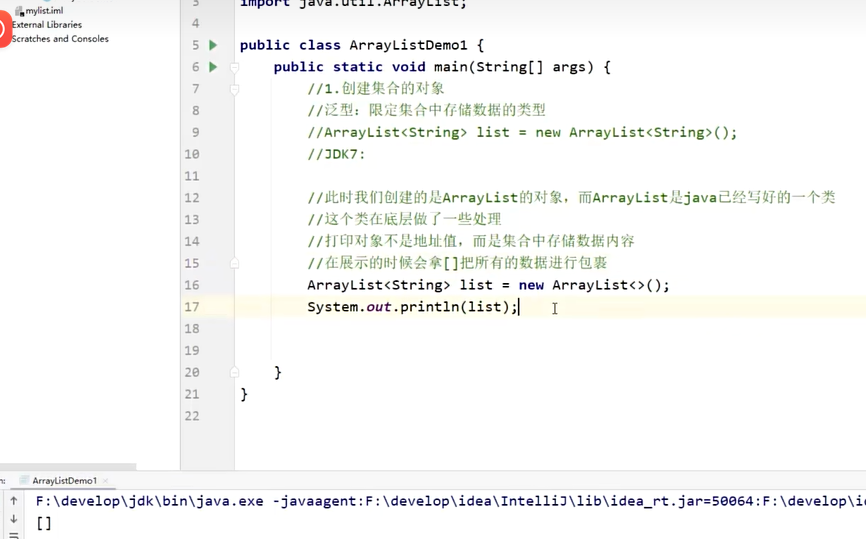 mylist.iml
External Libraries
Scratches and Consoles
3 import java.util.ArrayList;
4
5 public class ArrayListDemo1 {
6 public static void main(String[] args) {
7 //1.创建集合的对象
8 //泛型：限定集合中存储数据的类型
9 //ArrayList<String> list = new ArrayList<String>();
10 //JDK7:
11
12 //此时我们创建的是ArrayList的对象，而ArrayList是java已经写好的一个类
13 //这个类在底层做了一些处理
14 //打印对象不是地址值，而是集合中存储数据内容
15 //在展示的时候会拿[]把所有的数据进行包裹
16 ArrayList<String> list = new ArrayList<>();
17 System.out.println(list);
18
19
20 }
21 }
22
ArrayListDemo1
F:\develop\jdk\bin\java.exe -javaagent:F:\develop\idea\IntelliJ\lib\idea_rt.jar=50064:F:\develop\
[]